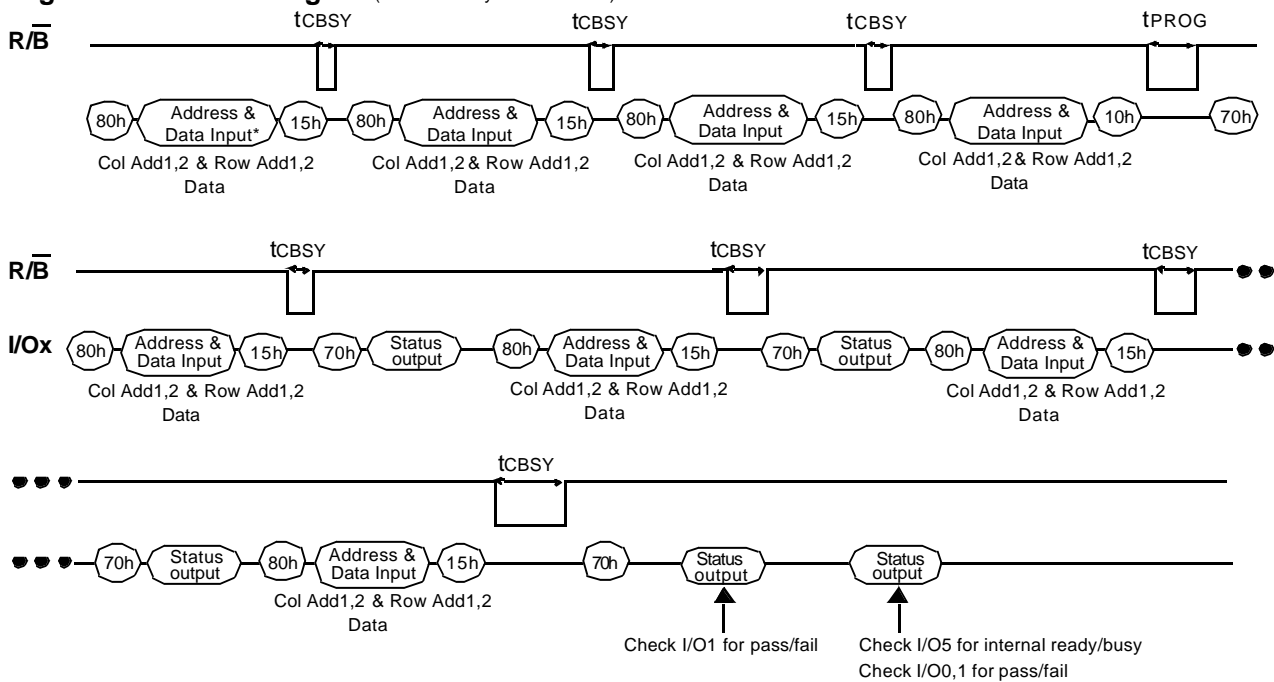 tCBSY tCBSY tCBSY tPROG
R/B
80h Address & Data Input* 15h 80h Address & Data Input 15h 80h Address & Data Input 15h 80h Address & Data Input 10h 70h
Col Add1,2 & Row Add1,2 Col Add1,2 & Row Add1,2 Col Add1,2 & Row Add1,2 Col Add1,2 & Row Add1,2
Data Data Data Data
tCBSY tCBSY tCBSY
R/B
I/Ox 80h Address & Data Input 15h 70h Status output 80h Address & Data Input 15h 70h Status output 80h Address & Data Input 15h
Col Add1,2 & Row Add1,2 Col Add1,2 & Row Add1,2 Col Add1,2 & Row Add1,2
Data Data Data
tCBSY
70h Status output 80h Address & Data Input 15h 70h Status output Status output
Col Add1,2 & Row Add1,2
Data
Check I/O1 for pass/fail Check I/O5 for internal ready/busy
Check I/O0,1 for pass/fail